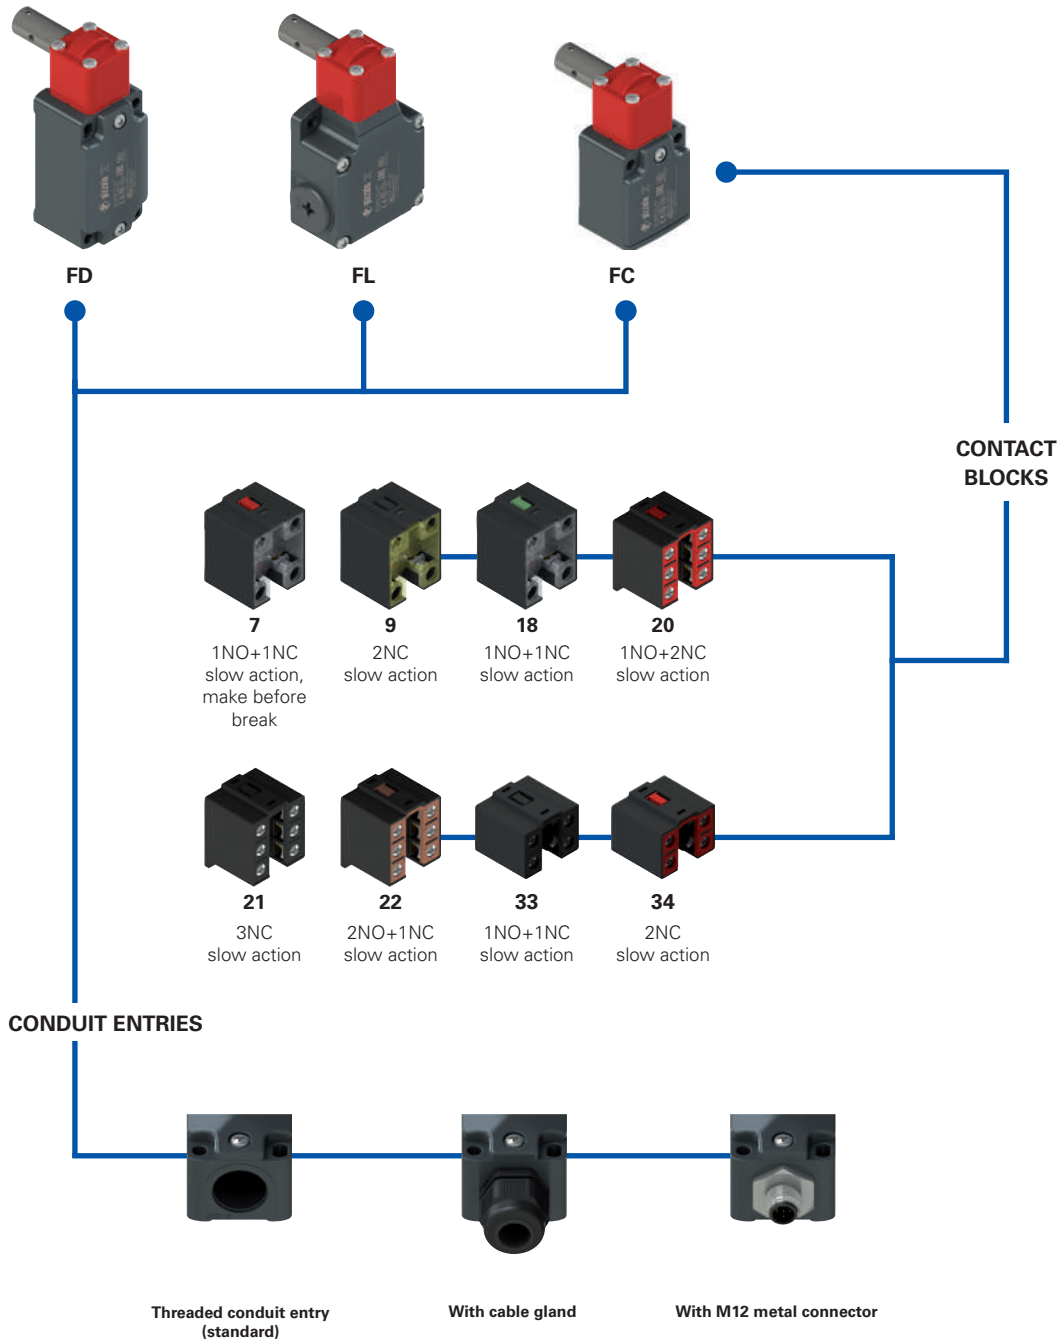 FD
FL
FC
CONTACT
BLOCKS
7
9
18
20
1NO+1NC
slow action,
make before
break
2NC
slow action
1NO+1NC
slow action
1NO+2NC
slow action
21
22
33
34
3NC
slow action
2NO+1NC
slow action
1NO+1NC
slow action
2NC
slow action
CONDUIT ENTRIES
Threaded conduit entry
(standard)
With cable gland
With M12 metal connector